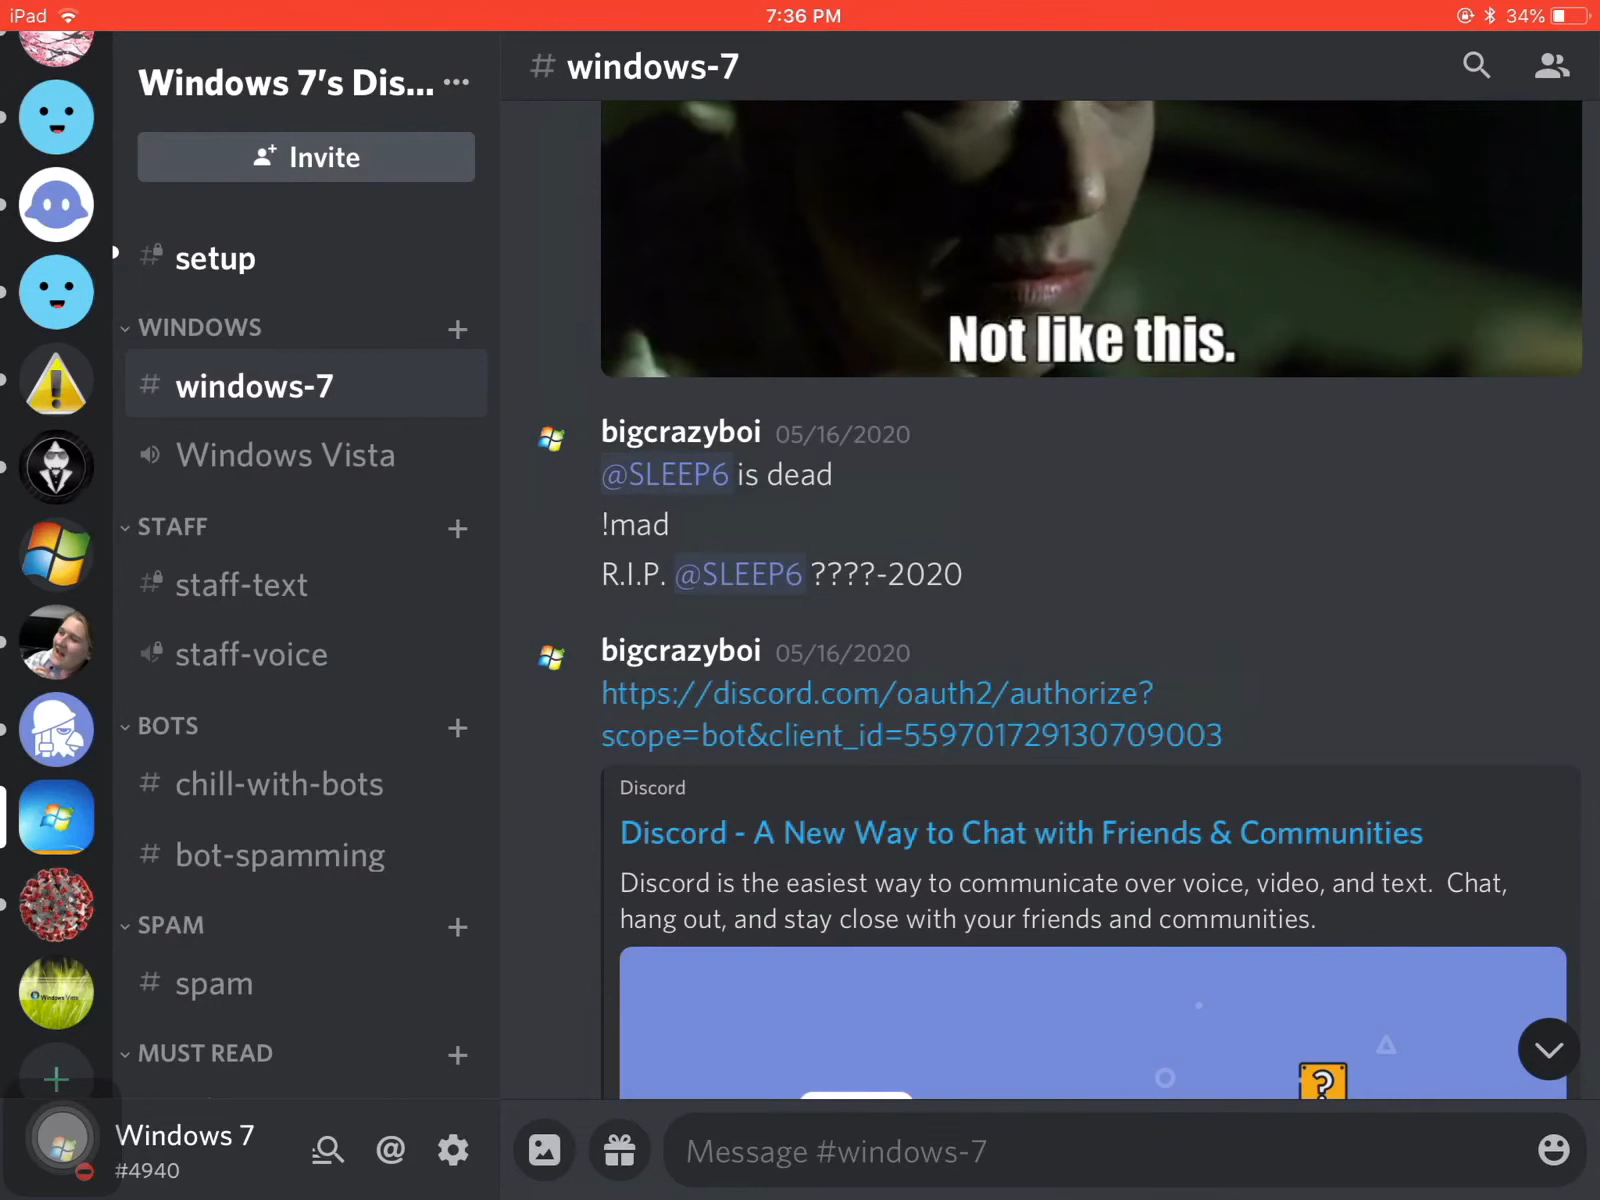 iPad
7:36 PM
34%
Windows 7's Dis...
Invite
setup
WINDOWS
windows-7
Windows Vista
STAFF
staff-text
staff-voice
BOTS
chill-with-bots
bot-spamming
SPAM
spam
MUST READ
Windows Vista
Windows 7
#4940
# windows-7
Not like this.
bigcrazyboi 05/16/2020
@SLEEP6 is dead
!mad
R.I.P. @SLEEP6 ????-2020
bigcrazyboi 05/16/2020
https://discord.com/oauth2/authorize?
scope=bot&client_id=559701729130709003
Discord
Discord - A New Way to Chat with Friends & Communities
Discord is the easiest way to communicate over voice, video, and text. Chat,
hang out, and stay close with your friends and communities.
Message #windows-7